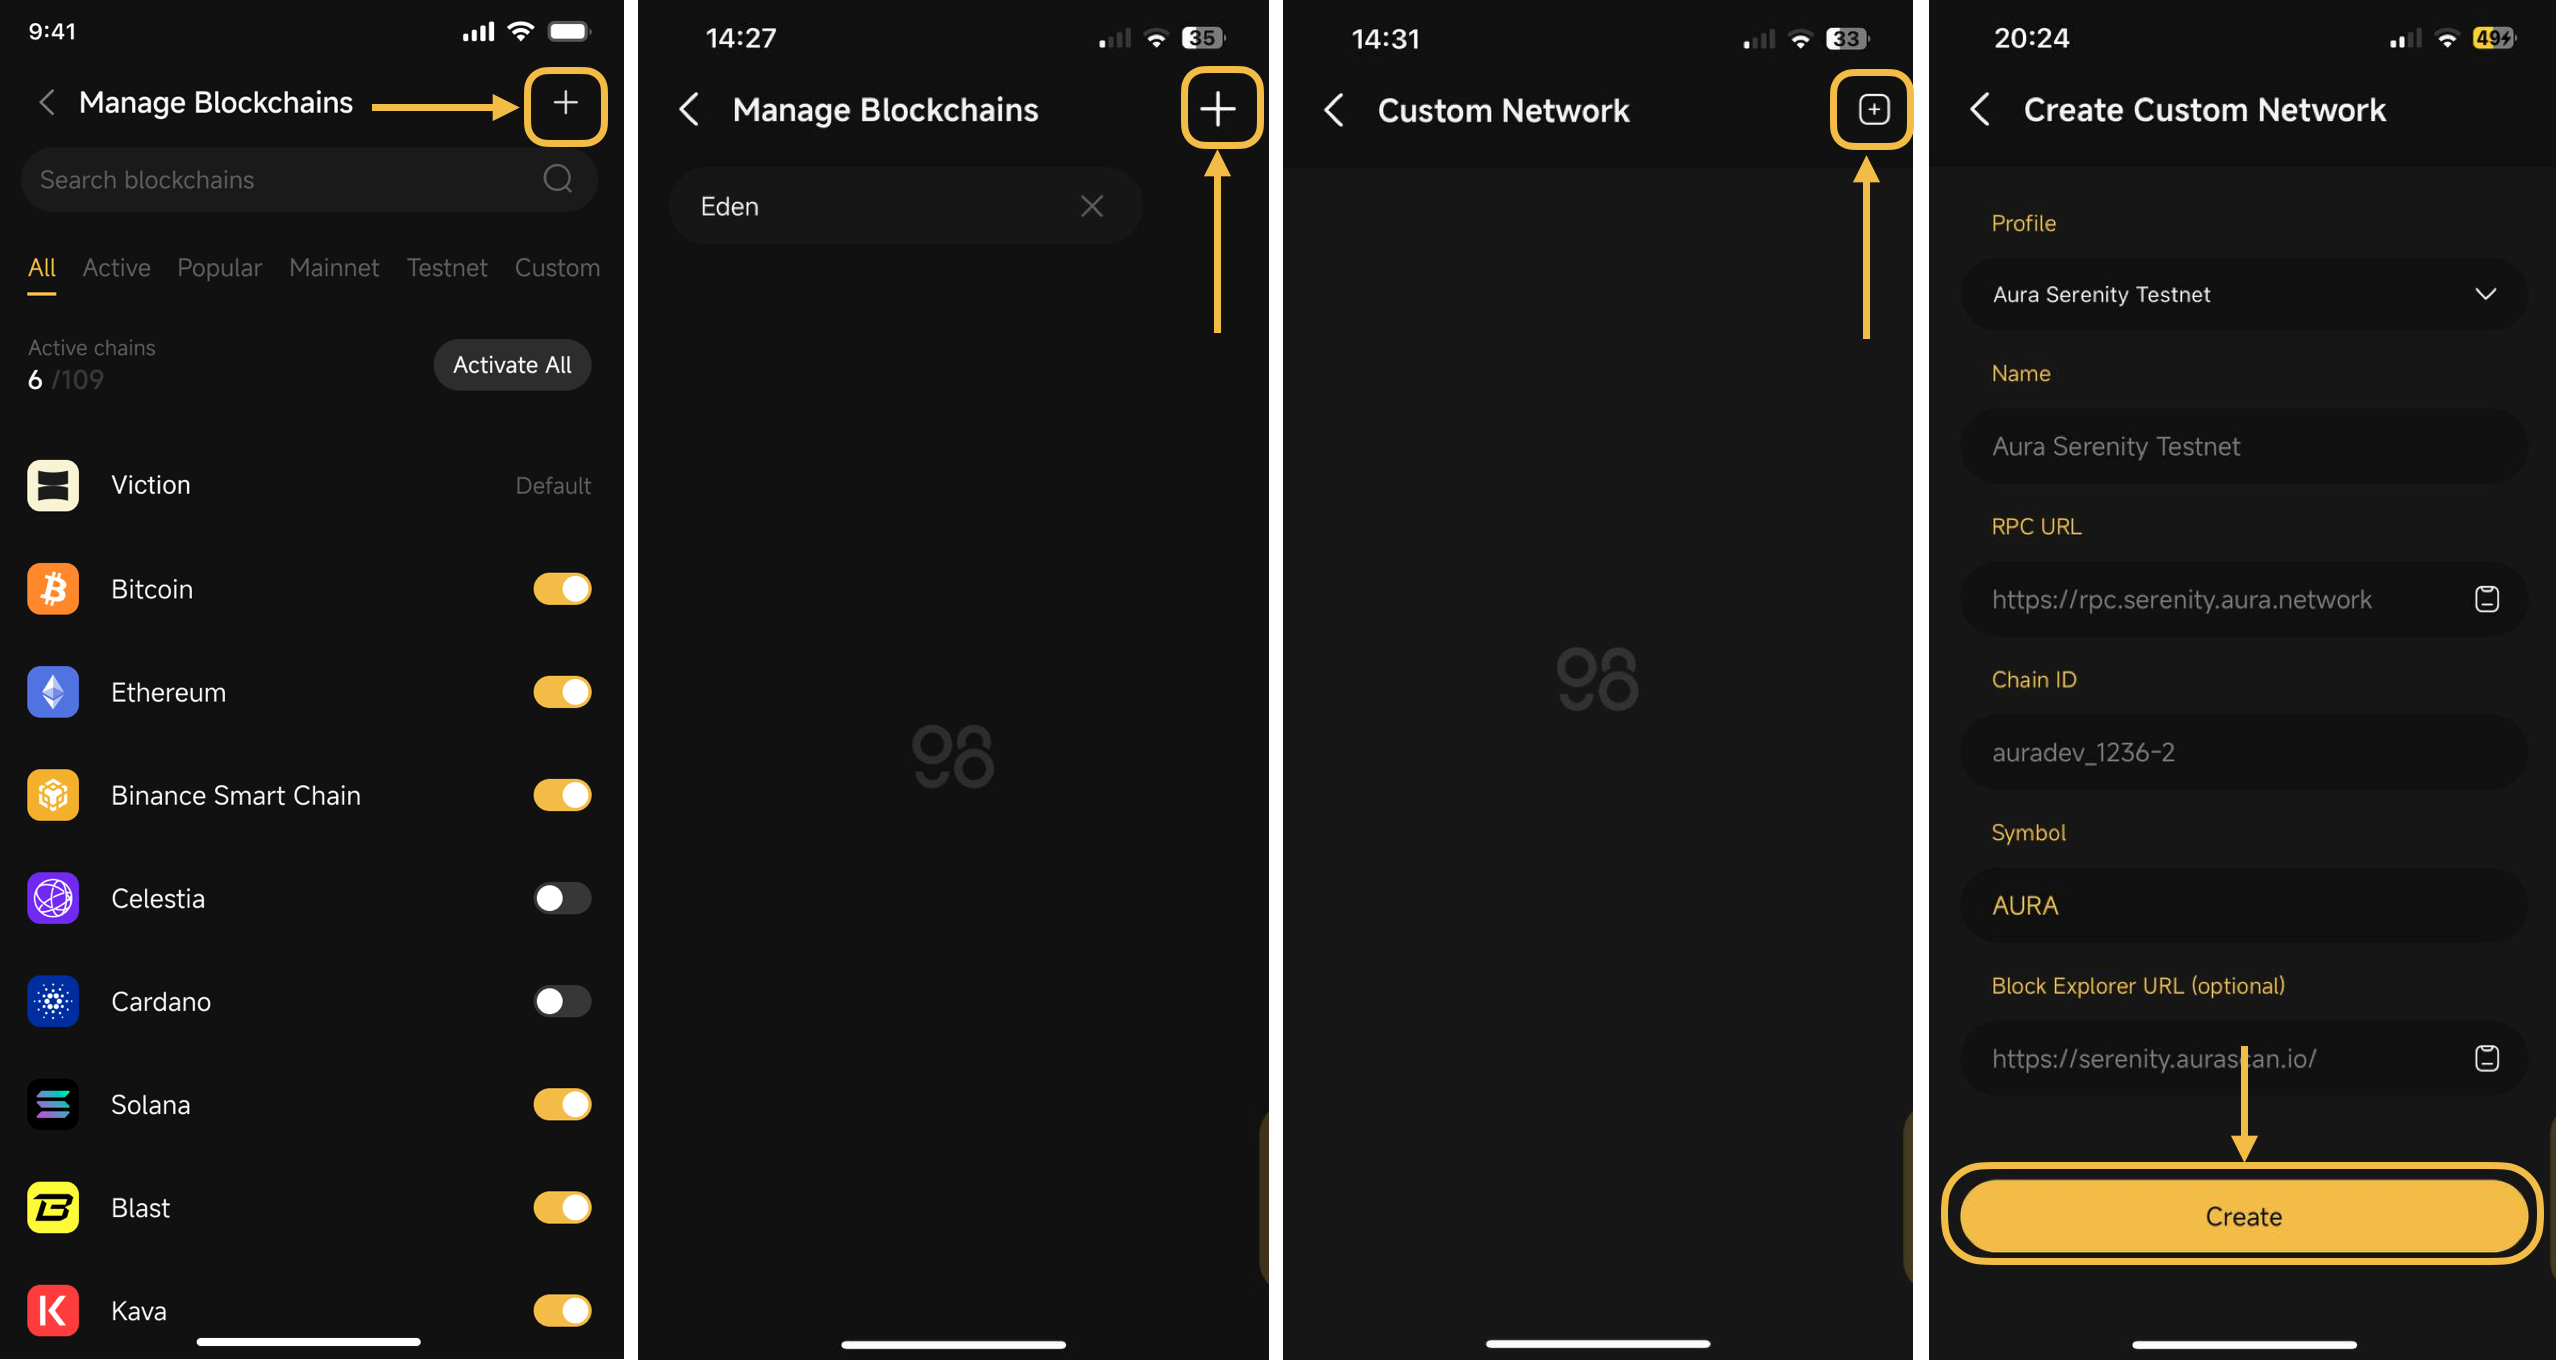 9:41
Manage Blockchains
Search blockchains
All Active Popular Mainnet Testnet Custom
Active chains
6 /109
Activate All
Viction Default
Bitcoin
Ethereum
Binance Smart Chain
Celestia
Cardano
Solana
Blast
Kava
14:27 35
Manage Blockchains
Eden
98
14:31 33
Custom Network
98
20:24 49
Create Custom Network
Profile
Aura Serenity Testnet
Name
Aura Serenity Testnet
RPC URL
https://rpc.serenity.aura.network
Chain ID
auradev_1236-2
Symbol
AURA
Block Explorer URL (optional)
https://serenity.aurascan.io/
Create